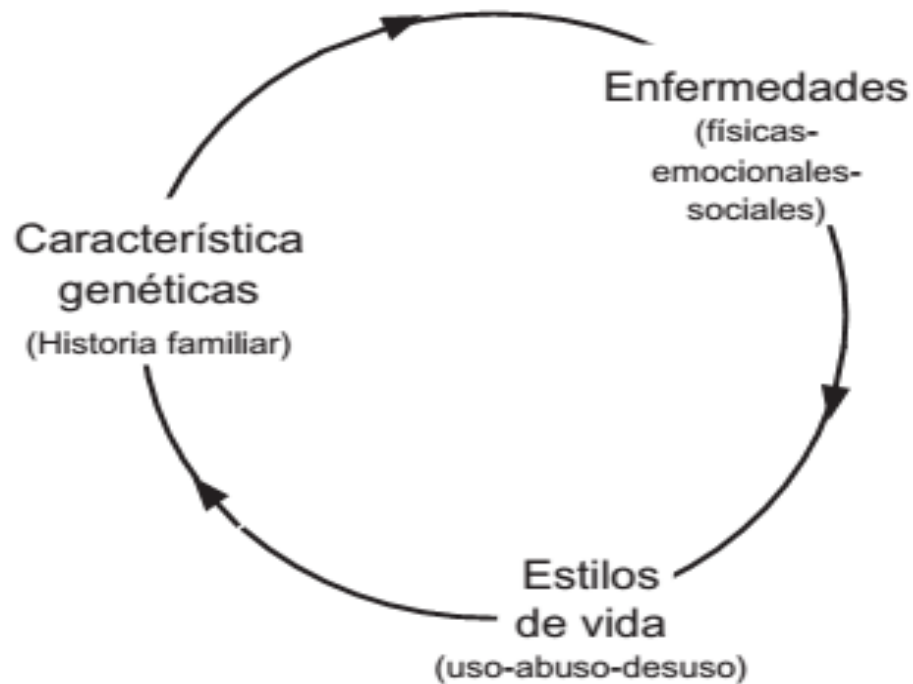 Enfermedades
(físicas-
emocionales-
sociales)
Característica
genéticas
(Historia familiar)
Estilos
de vida
(uso-abuso-desuso)